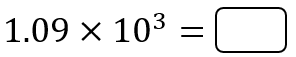 1.09 × 10³ =